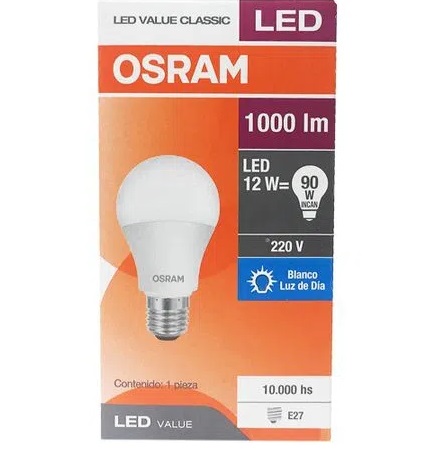 LED VALUE CLASSIC
LED
OSRAM
1000 lm
LED
12 W=
90
W
INCAN
220 V
Blanco
Luz de Día
OSRAM
Contenido: 1 pieza
10.000 hs
LED VALUE
E27